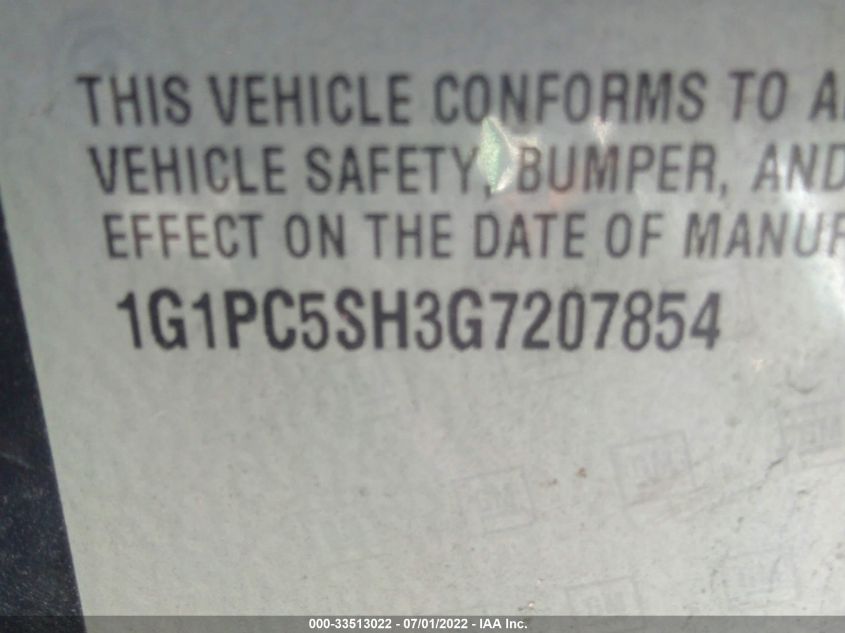 THIS VEHICLE CONFORMS TO A
VEHICLE SAFETY, BUMPER, AND
EFFECT ON THE DATE OF MANUF
1G1PC5SH3G7207854
000-33513022 - 07/01/2022 - IAA Inc.